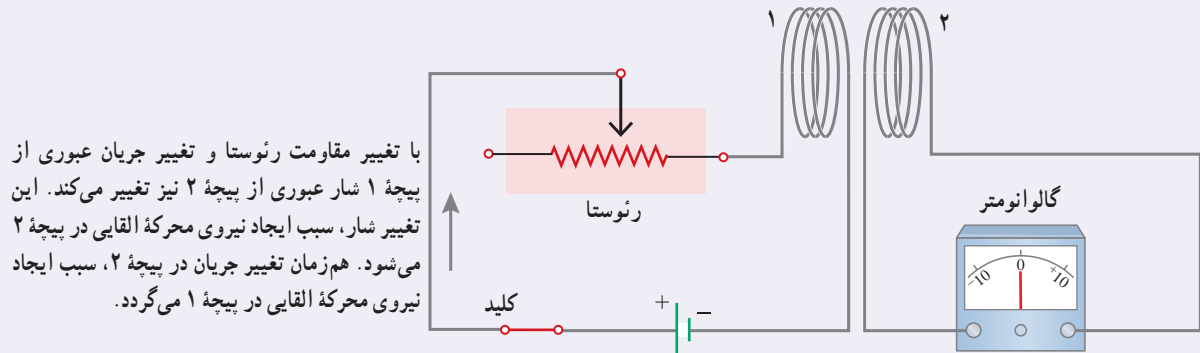 ۱
۲
با تغییر مقاومت رئوستا و تغییر جریان عبوری از
پیچهٔ ۱ شار عبوری از پیچهٔ ۲ نیز تغییر می‌کند. این
تغییر شار، سبب ایجاد نیروی محرکهٔ القایی در پیچهٔ ۲
می‌شود. هم‌زمان تغییر جریان در پیچهٔ ۲، سبب ایجاد
نیروی محرکهٔ القایی در پیچهٔ ۱ می‌گردد.
رئوستا
کلید
+ −
گالوانومتر
−10 0 +10